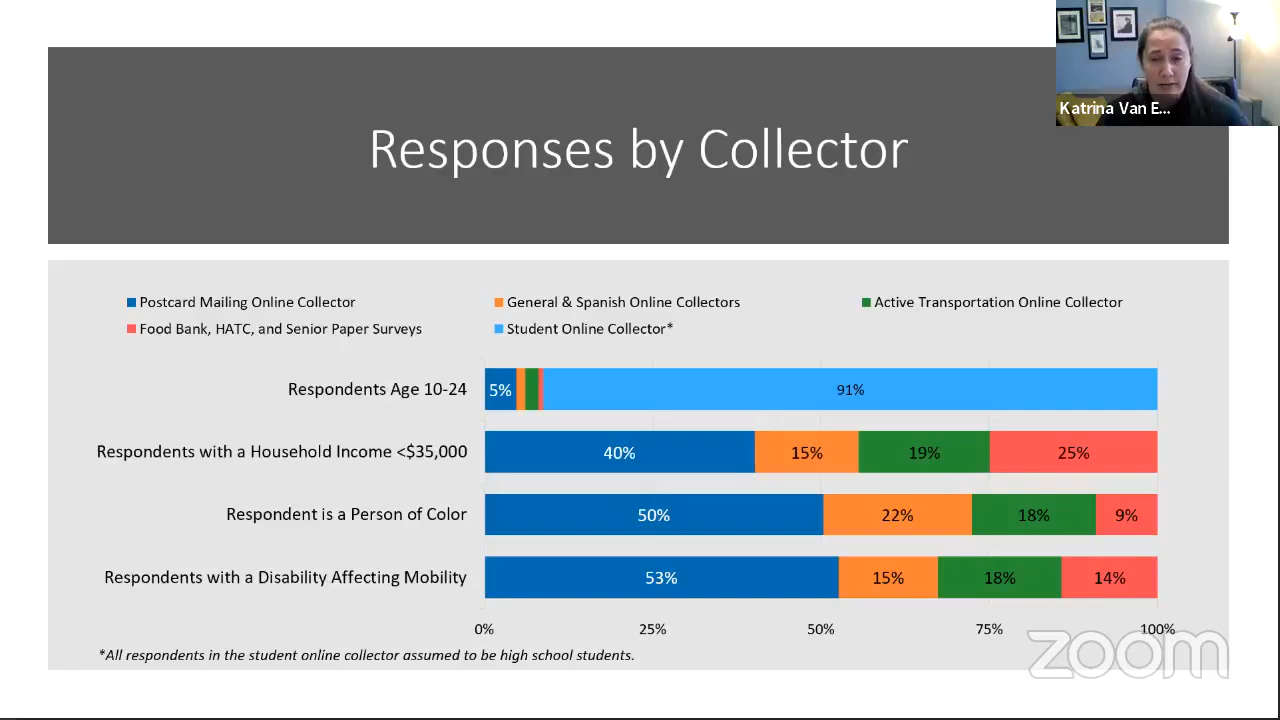 Katrina Van E...
Responses by Collector
Postcard Mailing Online Collector
General & Spanish Online Collectors
Active Transportation Online Collector
Food Bank, HATC, and Senior Paper Surveys
Student Online Collector*
Respondents Age 10-24
5%
91%
Respondents with a Household Income <$35,000
40%
15%
19%
25%
Respondent is a Person of Color
50%
22%
18%
9%
Respondents with a Disability Affecting Mobility
53%
15%
18%
14%
0%
25%
50%
75%
100%
*All respondents in the student online collector assumed to be high school students.
zoom